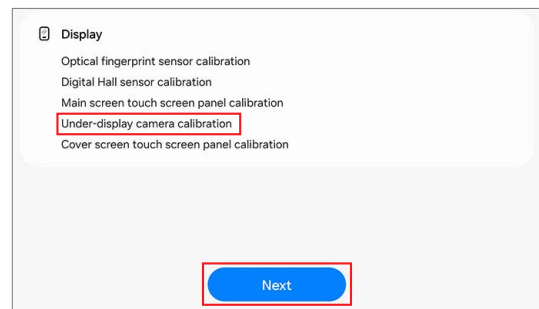 Display
Optical fingerprint sensor calibration
Digital Hall sensor calibration
Main screen touch screen panel calibration
Under-display camera calibration
Cover screen touch screen panel calibration
Next